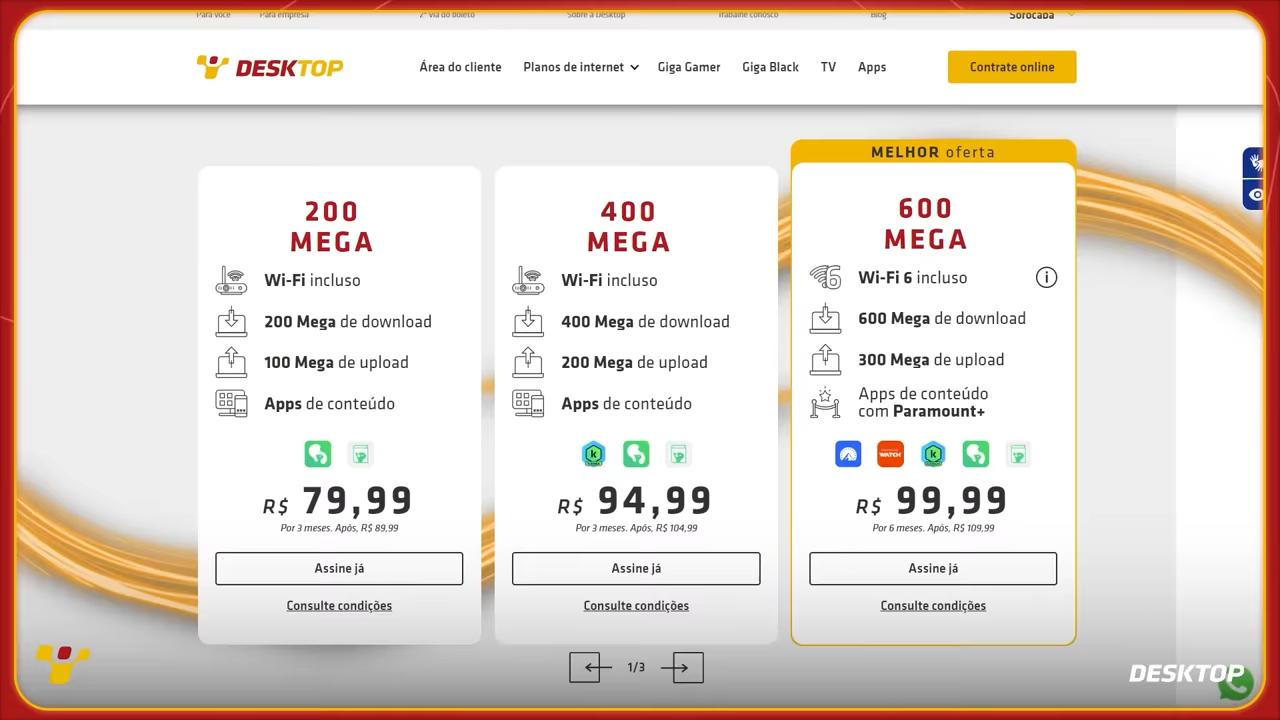 Para você Para empresa 2ª via do boleto Sobre a Desktop Trabalhe conosco Blog Sorocaba
DESKTOP
Área do cliente Planos de internet Giga Gamer Giga Black TV Apps
Contrate online
200
MEGA
Wi-Fi incluso
200 Mega de download
100 Mega de upload
Apps de conteúdo
R$ 79,99
Por 3 meses. Após, R$ 89,99
Assine já
Consulte condições
400
MEGA
Wi-Fi incluso
400 Mega de download
200 Mega de upload
Apps de conteúdo
R$ 94,99
Por 3 meses. Após, R$ 104,99
Assine já
Consulte condições
MELHOR oferta
600
MEGA
Wi-Fi 6 incluso
600 Mega de download
300 Mega de upload
Apps de conteúdo
com Paramount+
WATCH
R$ 99,99
Por 6 meses. Após, R$ 109,99
Assine já
Consulte condições
1/3
DESKTOP